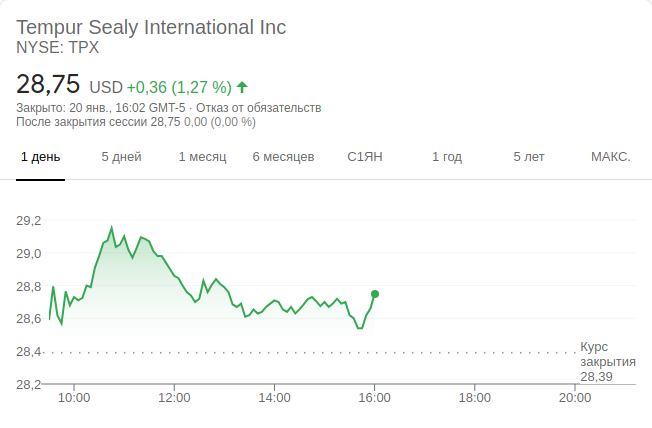 Tempur Sealy International Inc
NYSE: TPX
28,75 USD +0,36 (1,27 %)
Закрыто: 20 янв., 16:02 GMT-5 · Отказ от обязательств
После закрытия сессии 28,75 0,00 (0,00 %)
1 день 5 дней 1 месяц 6 месяцев С1ЯН 1 год 5 лет МАКС.
29,2
29,0
28,8
28,6
28,4
28,2
Курс
закрытия
28,39
10:00 12:00 14:00 16:00 18:00 20:00